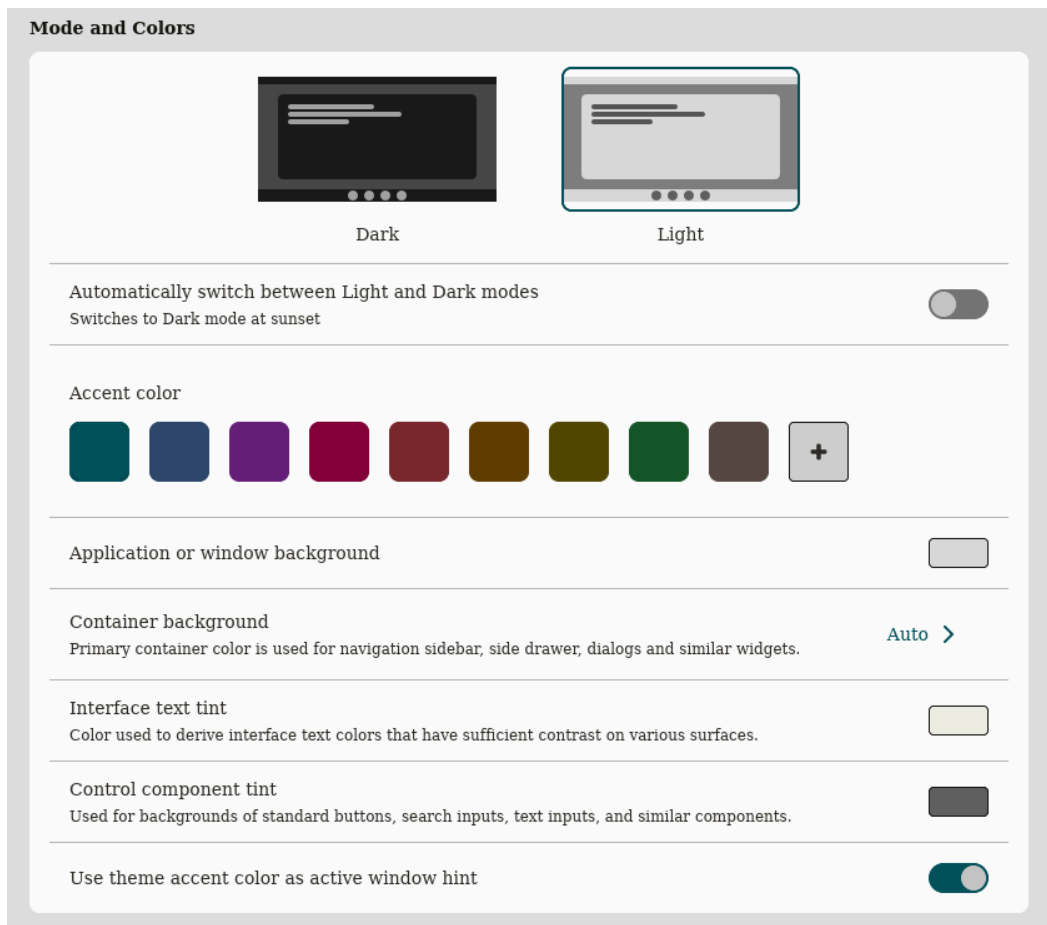 Mode and Colors
Dark
Light
Automatically switch between Light and Dark modes
Switches to Dark mode at sunset
Accent color
+
Application or window background
Container background
Primary container color is used for navigation sidebar, side drawer, dialogs and similar widgets.
Auto
Interface text tint
Color used to derive interface text colors that have sufficient contrast on various surfaces.
Control component tint
Used for backgrounds of standard buttons, search inputs, text inputs, and similar components.
Use theme accent color as active window hint